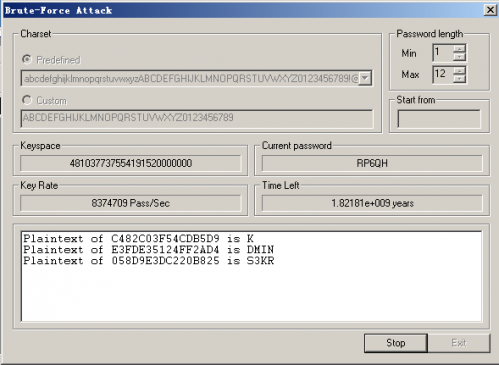 Brute-Force Attack
Charset
Predefined
abcdefghijklmnopqrstuvwxyzABCDEFGHIJKLMNOPQRSTUVWXYZ0123456789!@
Custom
ABCDEFGHIJKLMNOPQRSTUVWXYZ0123456789
Password length
Min 1
Max 12
Start from
Keyspace
481037737554191520000000
Current password
RP6QH
Key Rate
8374709 Pass/Sec
Time Left
1.82181e+009 years
Plaintext of C482C03F54CDB5D9 is K
Plaintext of E3FDE35124FF2AD4 is DMIN
Plaintext of 058D9E3DC220B825 is S3KR
Stop
Exit